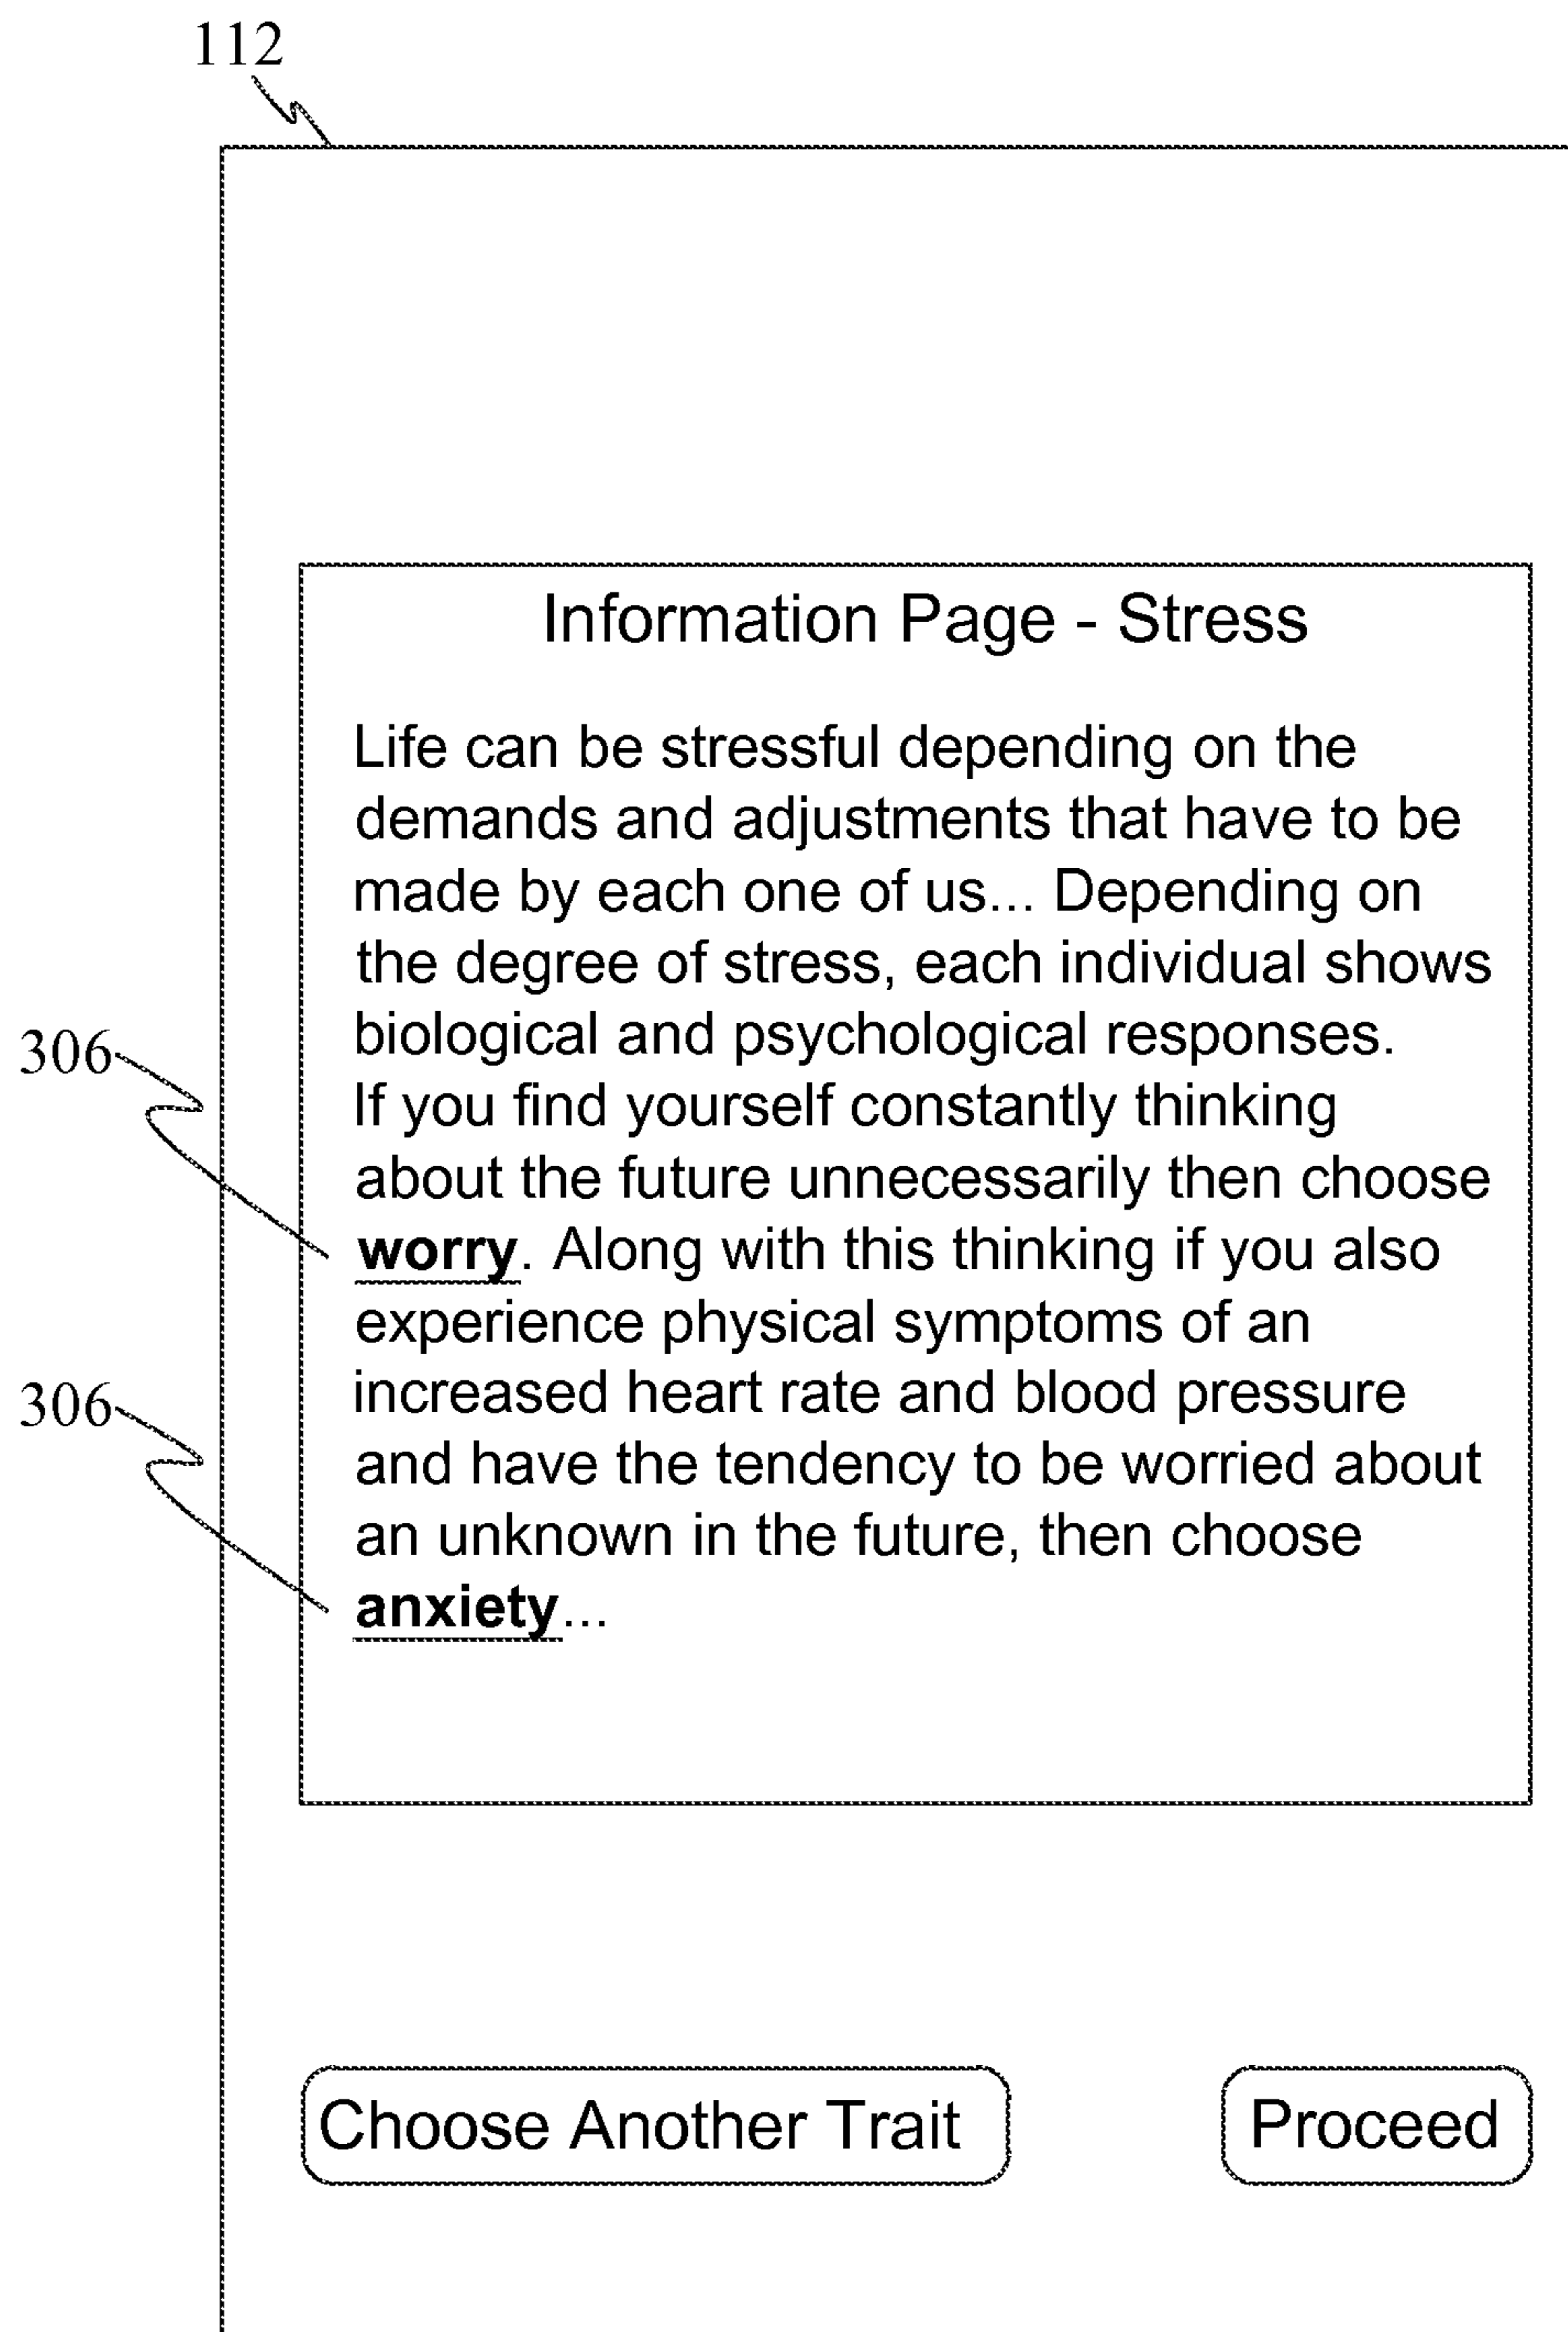 112
Information Page - Stress
Life can be stressful depending on the
demands and adjustments that have to be
made by each one of us... Depending on
the degree of stress, each individual shows
biological and psychological responses.
306
If you find yourself constantly thinking
about the future unnecessarily then choose
worry. Along with this thinking if you also
experience physical symptoms of an
increased heart rate and blood pressure
306
and have the tendency to be worried about
an unknown in the future, then choose
anxiety...
Choose Another Trait
Proceed